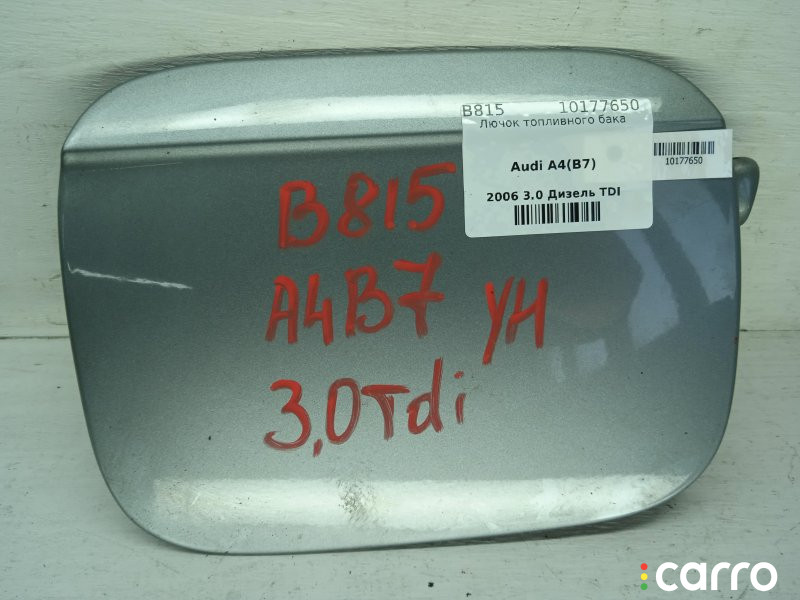 B815 10177650
Лючок топливного бака
Audi A4(B7)
2006 3.0 Дизель TDI
10177650
B815
A4B7 УН
3,0Tdi
carro